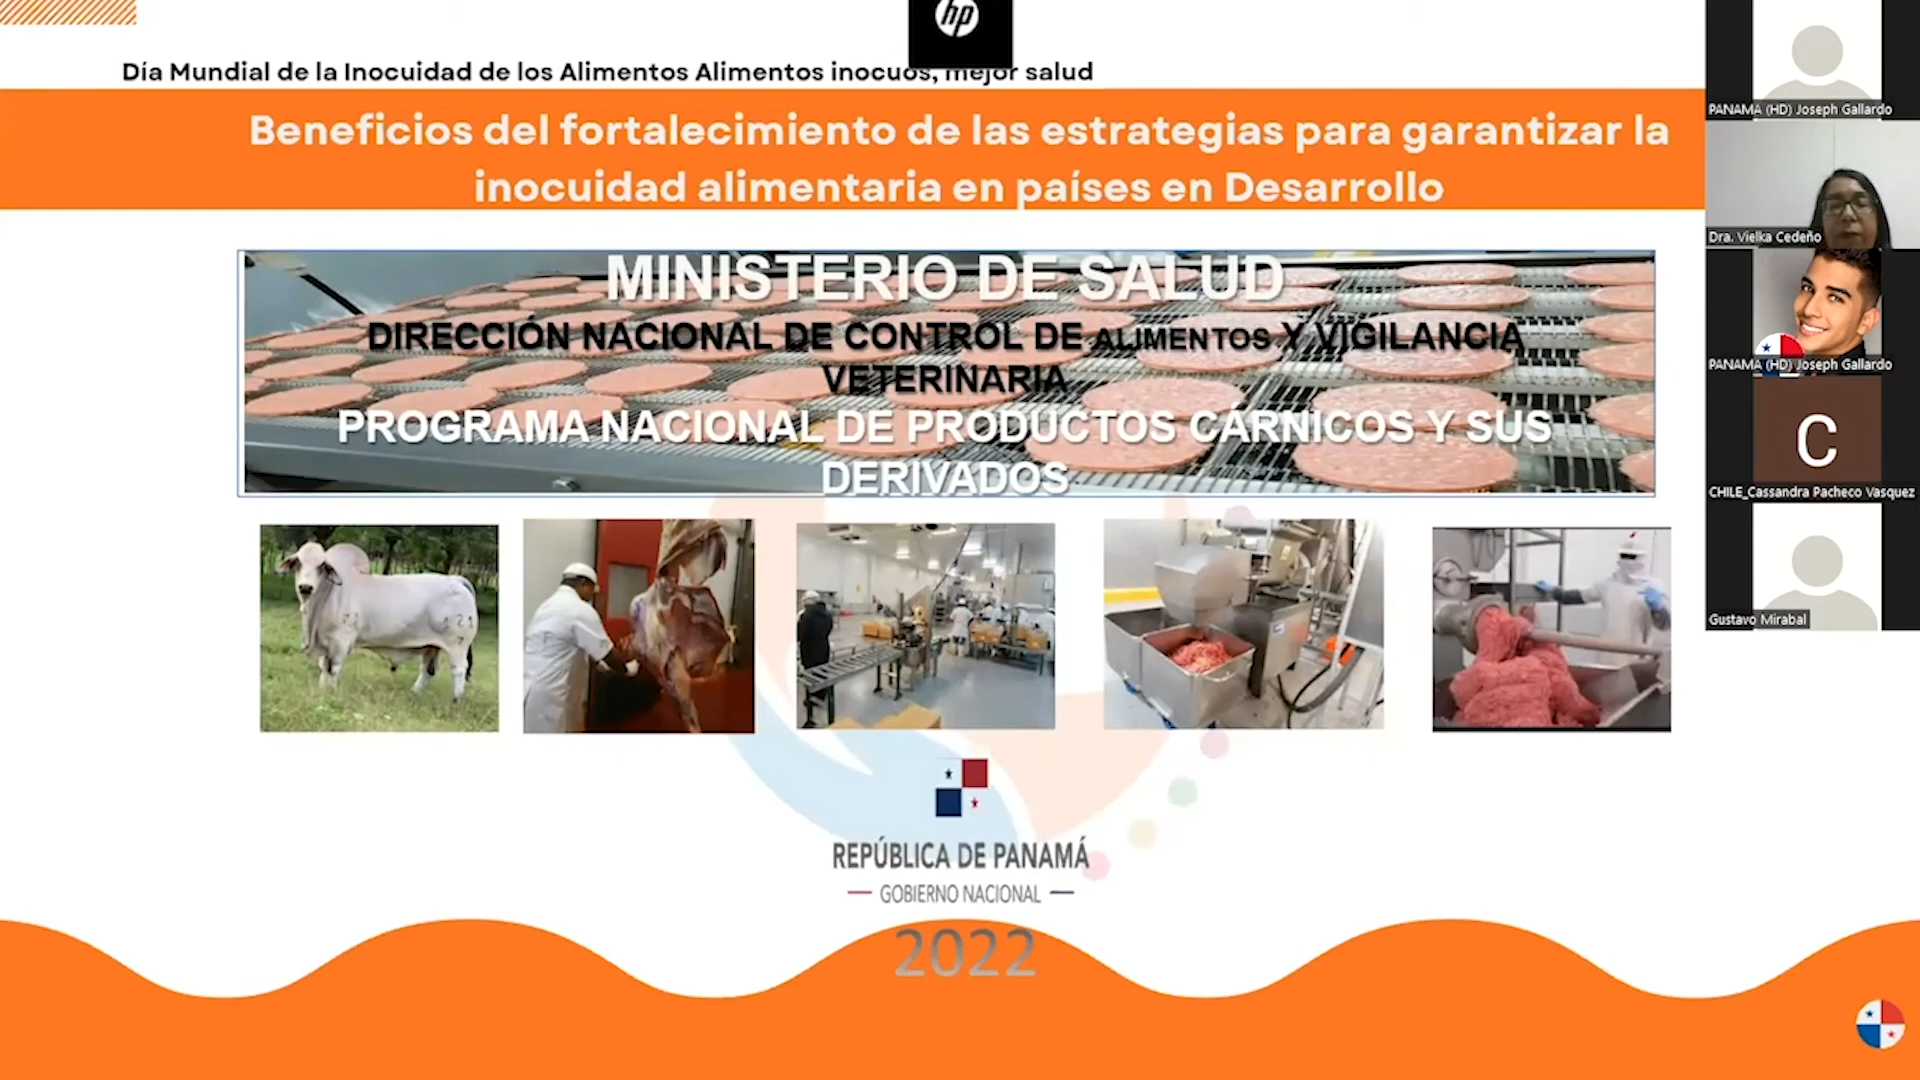 hp
Día Mundial de la Inocuidad de los Alimentos Alimentos inocuos, mejor salud
Beneficios del fortalecimiento de las estrategias para garantizar la
inocuidad alimentaria en países en Desarrollo
MINISTERIO DE SALUD
DIRECCIÓN NACIONAL DE CONTROL DE ALIMENTOS Y VIGILANCIA
VETERINARIA
PROGRAMA NACIONAL DE PRODUCTOS CÁRNICOS Y SUS
DERIVADOS
REPÚBLICA DE PANAMÁ
GOBIERNO NACIONAL
2022
PANAMA (HD) Joseph Gallardo
Dra. Vielka Cedeño
PANAMA (HD) Joseph Gallardo
C
CHILE_Cassandra Pacheco Vasquez
Gustavo Mirabal